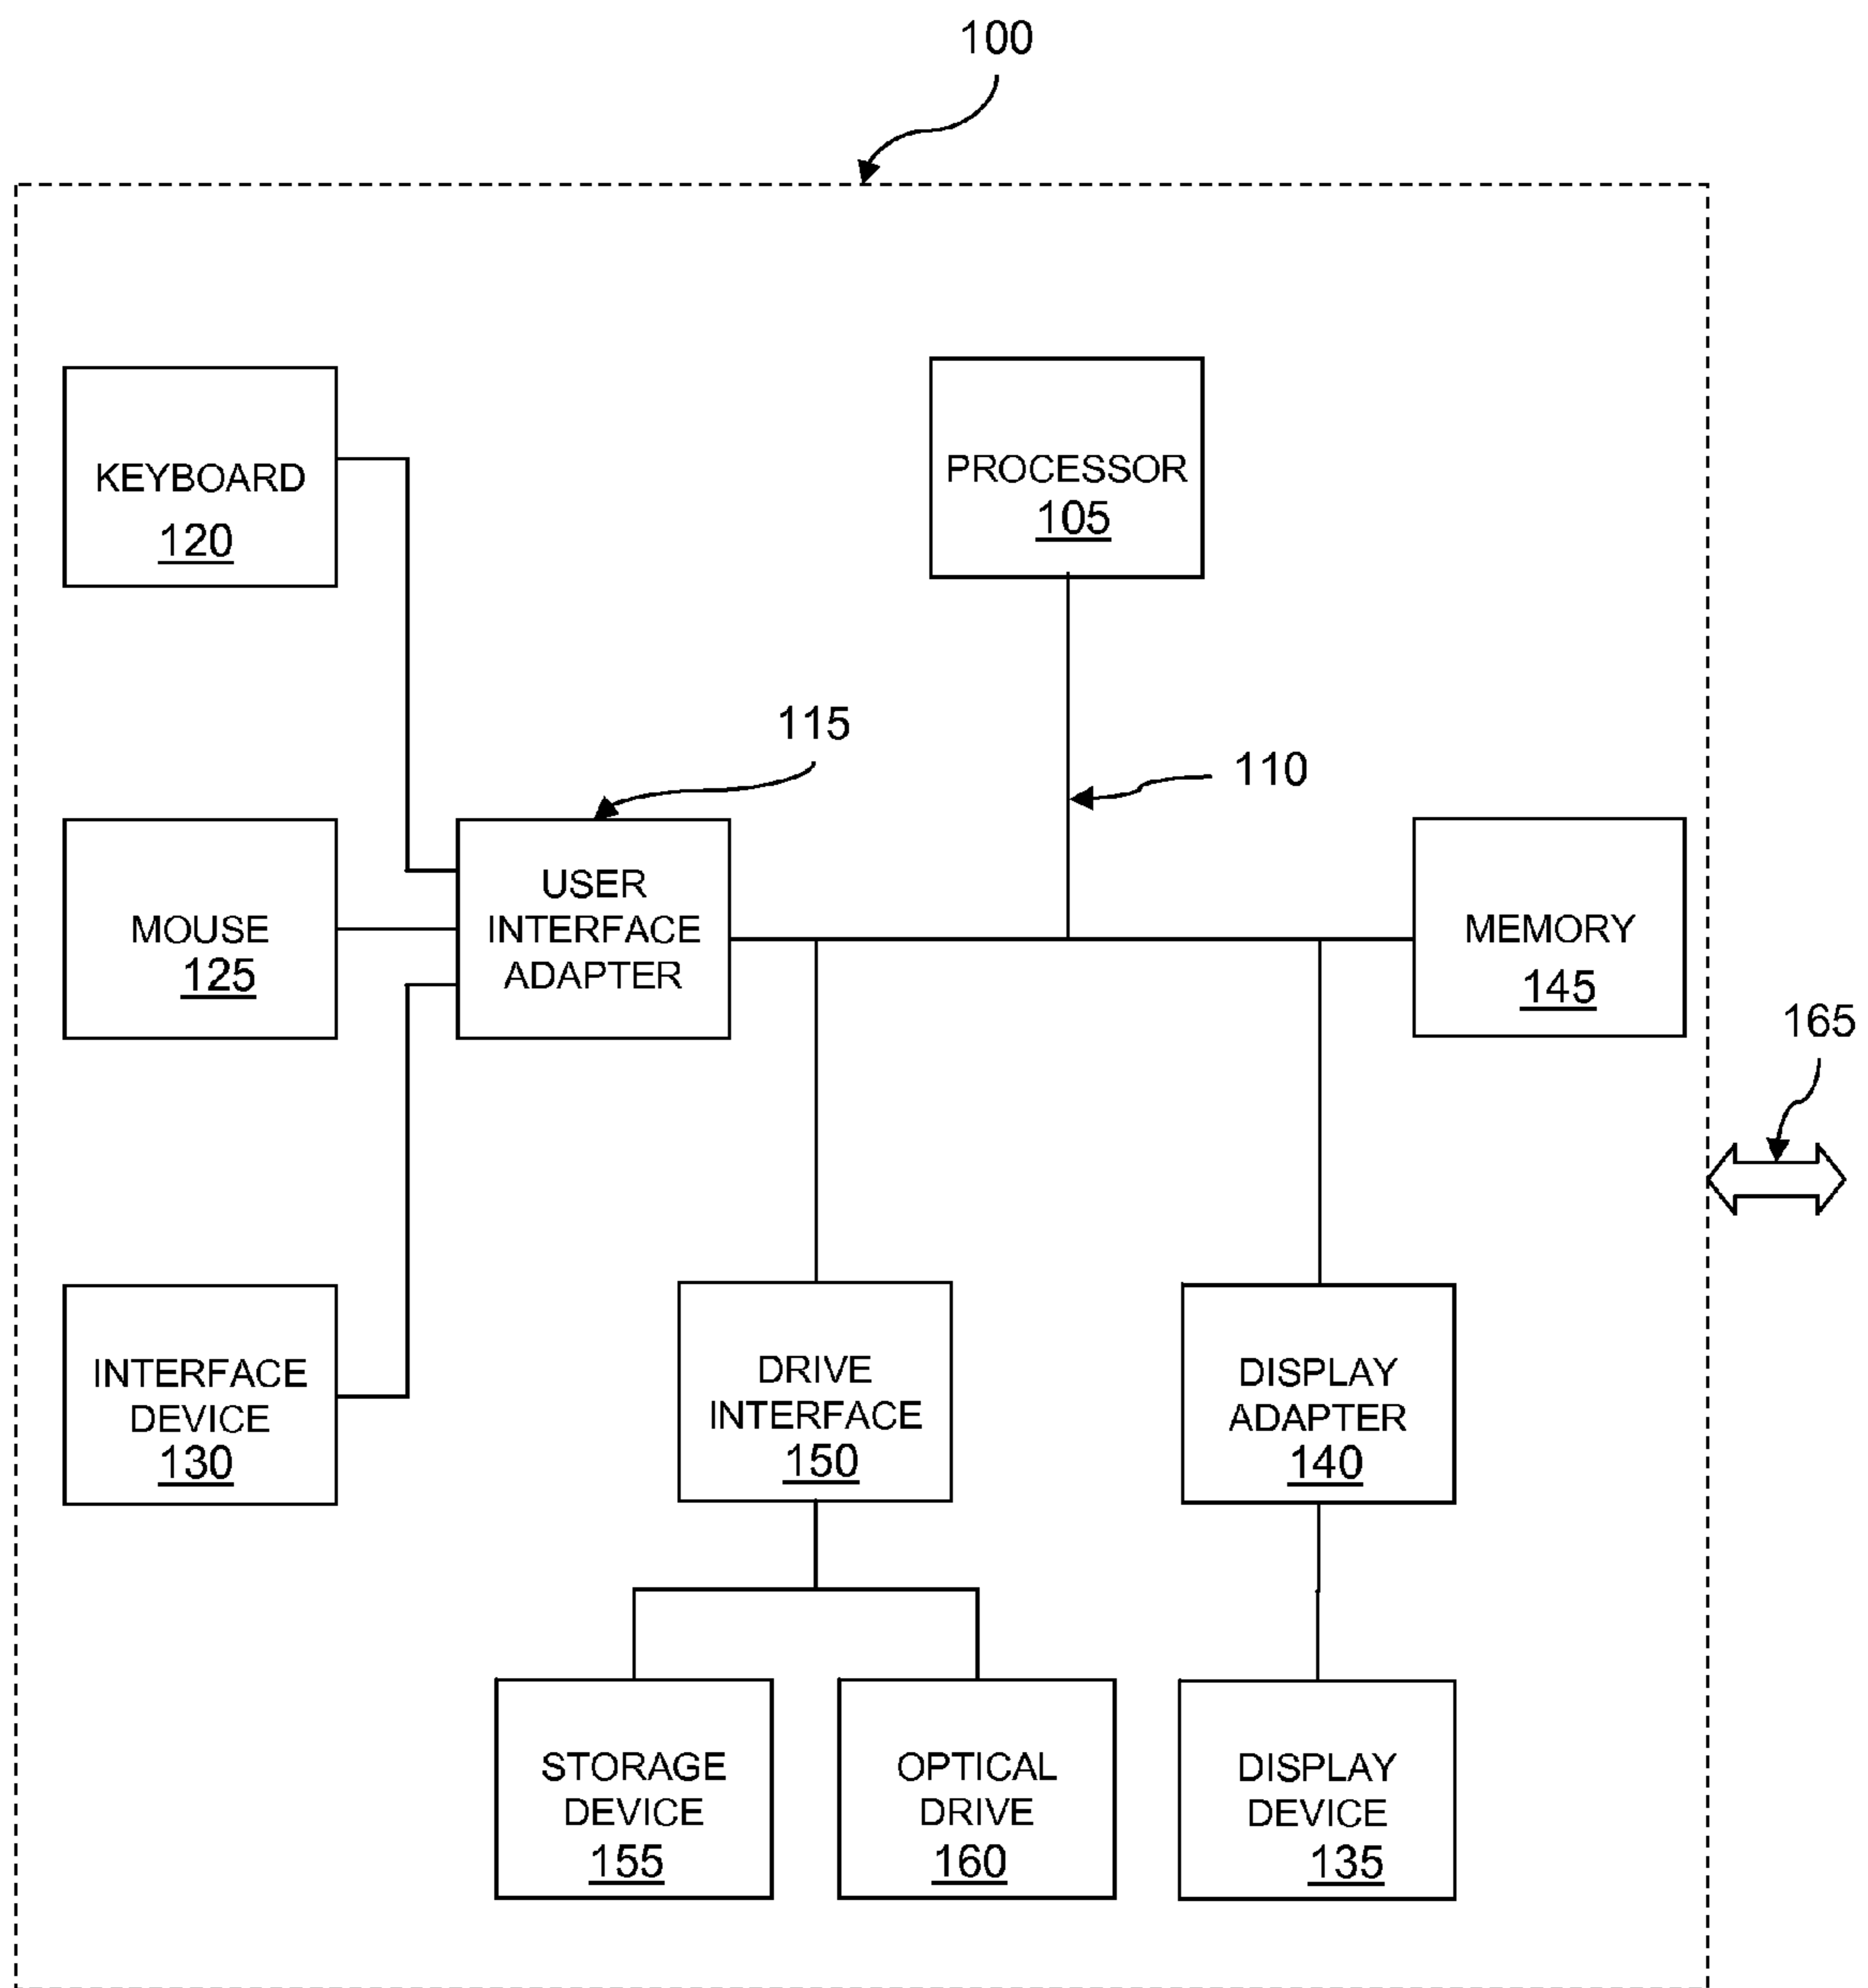 100
KEYBOARD
120
PROCESSOR
105
115
110
MOUSE
125
USER
INTERFACE
ADAPTER
MEMORY
145
165
INTERFACE
DEVICE
130
DRIVE
INTERFACE
150
DISPLAY
ADAPTER
140
STORAGE
DEVICE
155
OPTICAL
DRIVE
160
DISPLAY
DEVICE
135